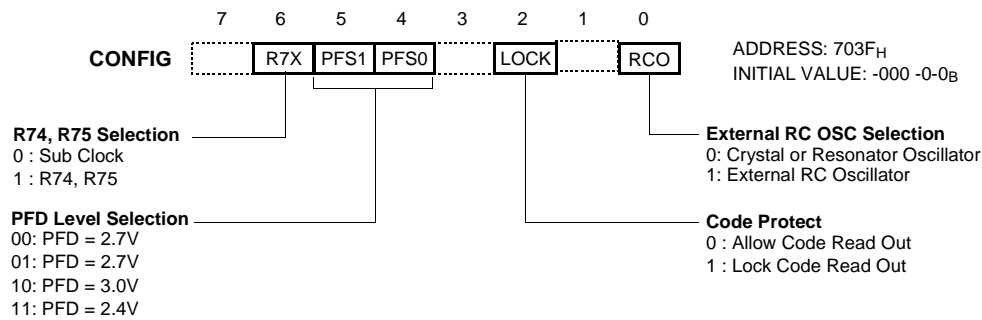 7 6 5 4 3 2 1 0
CONFIG R7X PFS1 PFS0 LOCK RCO
ADDRESS: 703FH
INITIAL VALUE: -000 -0-0B
R74, R75 Selection
0 : Sub Clock
1 : R74, R75
PFD Level Selection
00: PFD = 2.7V
01: PFD = 2.7V
10: PFD = 3.0V
11: PFD = 2.4V
External RC OSC Selection
0: Crystal or Resonator Oscillator
1: External RC Oscillator
Code Protect
0 : Allow Code Read Out
1 : Lock Code Read Out